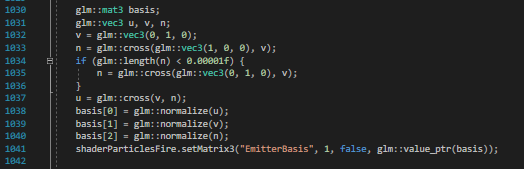 1030 glm::mat3 basis;
1031 glm::vec3 u, v, n;
1032 v = glm::vec3(0, 1, 0);
1033 n = glm::cross(glm::vec3(1, 0, 0), v);
1034 if (glm::length(n) < 0.00001f) {
1035 n = glm::cross(glm::vec3(0, 1, 0), v);
1036 }
1037 u = glm::cross(v, n);
1038 basis[0] = glm::normalize(u);
1039 basis[1] = glm::normalize(v);
1040 basis[2] = glm::normalize(n);
1041 shaderParticlesFire.setMatrix3("EmitterBasis", 1, false, glm::value_ptr(basis));
1042